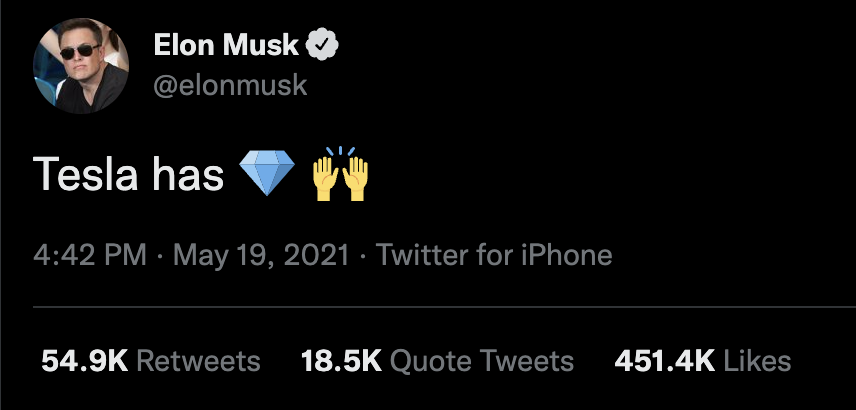 Elon Musk
@elonmusk
Tesla has 💎 🙌
4:42 PM · May 19, 2021 · Twitter for iPhone
54.9K Retweets 18.5K Quote Tweets 451.4K Likes